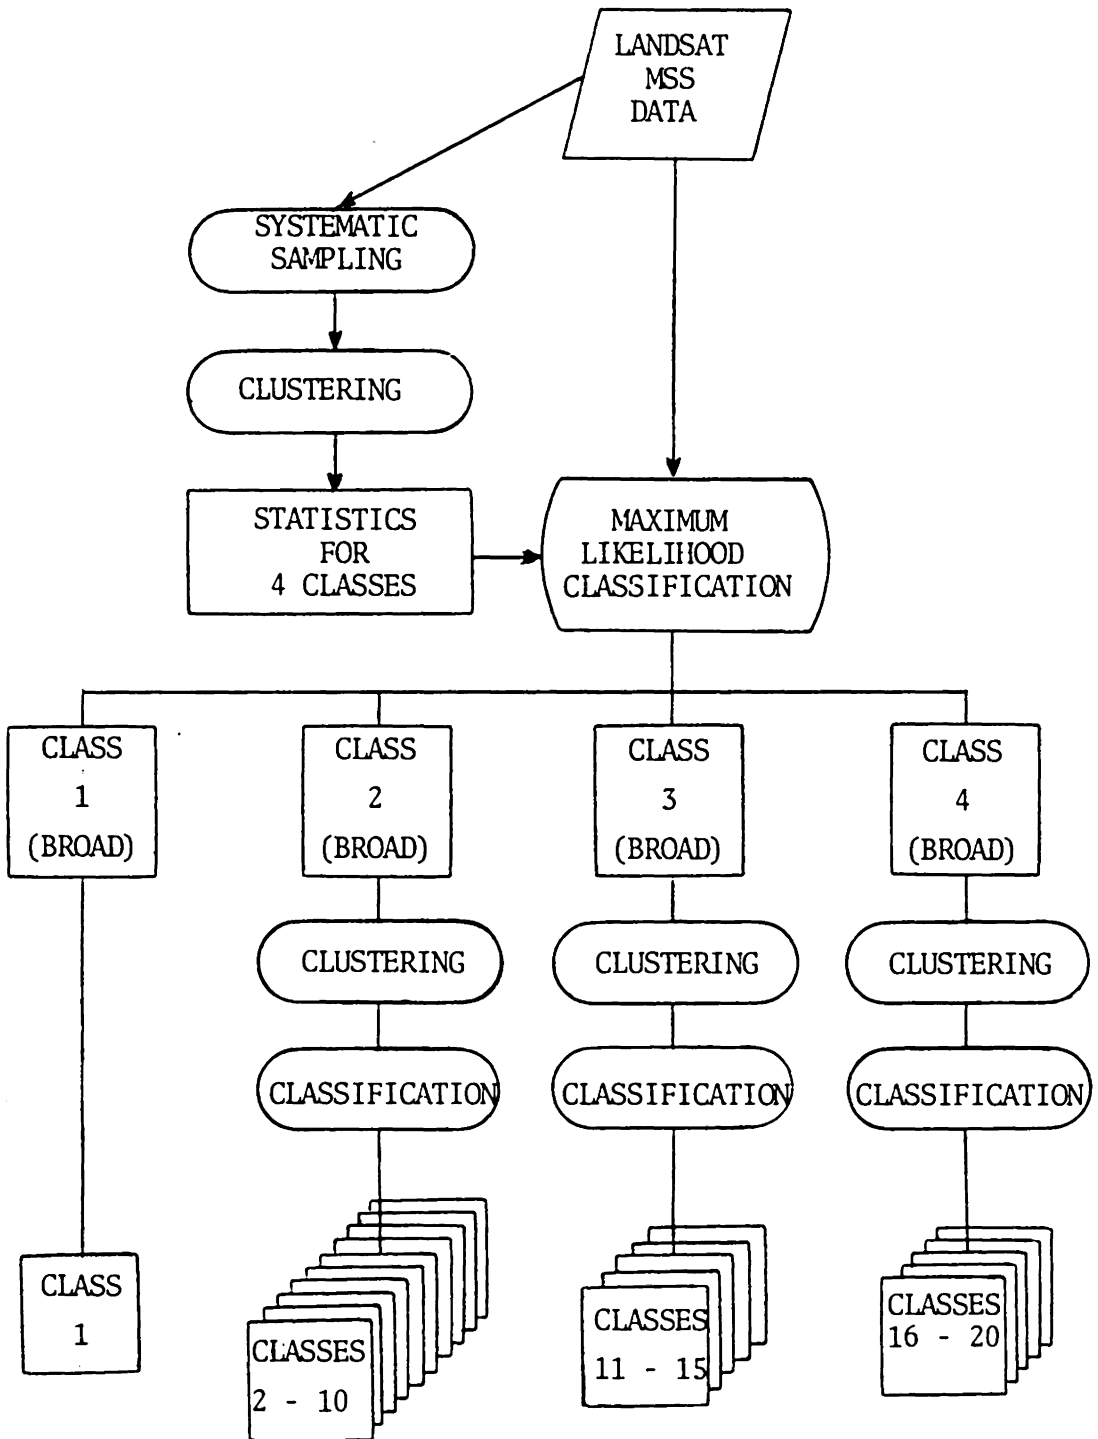 LANDSAT
MSS
DATA
SYSTEMATIC
SAMPLING
CLUSTERING
STATISTICS
FOR
4 CLASSES
MAXIMUM
LIKELIHOOD
CLASSIFICATION
CLASS
1
(BROAD)
CLASS
2
(BROAD)
CLASS
3
(BROAD)
CLASS
4
(BROAD)
CLUSTERING
CLUSTERING
CLUSTERING
CLASSIFICATION
CLASSIFICATION
CLASSIFICATION
CLASS
1
CLASSES
2 - 10
CLASSES
11 - 15
CLASSES
16 - 20